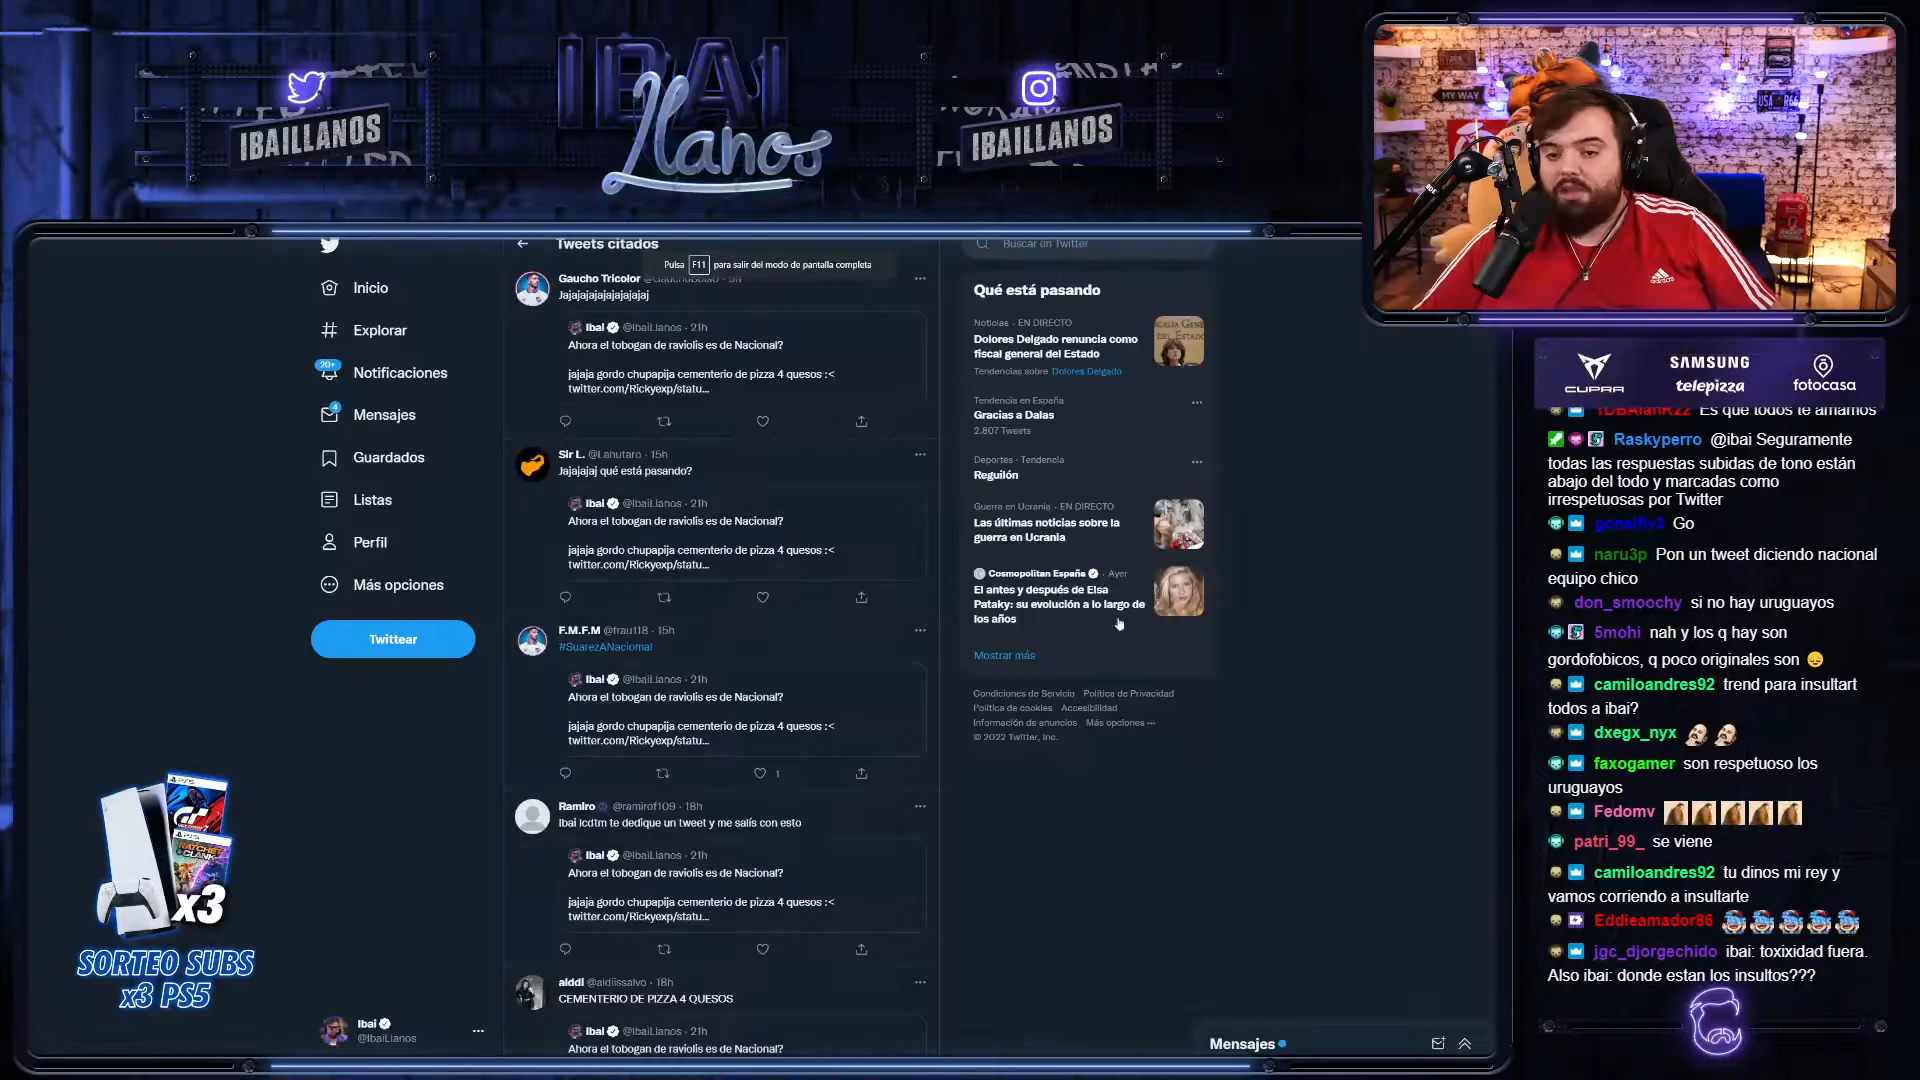 IBAI
Llanos
IBAILLANOS
IBAILLANOS
MY WAY
adidas
Tweets citados
Buscar en Twitter
Pulsa F11 para salir del modo de pantalla completa
Inicio
Explorar
20+
Notificaciones
4
Mensajes
Guardados
Listas
Perfil
Más opciones
Twittear
Ibai
@IbaiLlanos
Gaucho Tricolor
Jajajajajajajajajaj
Ibai @IbaiLlanos · 21h
Ahora el tobogan de raviolis es de Nacional?
jajaja gordo chupapija cementerio de pizza 4 quesos :<
twitter.com/Rickyexp/statu...
Sir L. @Lahutaro · 15h
Jajajajaj qué está pasando?
Ibai @IbaiLlanos · 21h
Ahora el tobogan de raviolis es de Nacional?
jajaja gordo chupapija cementerio de pizza 4 quesos :<
twitter.com/Rickyexp/statu...
F.M.F.M @frau118 · 15h
#SuarezANacional
Ibai @IbaiLlanos · 21h
Ahora el tobogan de raviolis es de Nacional?
jajaja gordo chupapija cementerio de pizza 4 quesos :<
twitter.com/Rickyexp/statu...
1
Ramiro @ramirof109 · 18h
Ibai lcdtm te dedique un tweet y me salís con esto
Ibai @IbaiLlanos · 21h
Ahora el tobogan de raviolis es de Nacional?
jajaja gordo chupapija cementerio de pizza 4 quesos :<
twitter.com/Rickyexp/statu...
aiddi @aldiissalvo · 18h
CEMENTERIO DE PIZZA 4 QUESOS
Ibai @IbaiLlanos · 21h
Ahora el tobogan de raviolis es de Nacional?
Qué está pasando
Noticias · EN DIRECTO
Dolores Delgado renuncia como
fiscal general del Estado
Tendencias sobre Dolores Delgado
Tendencia en España
Gracias a Dalas
2.807 Tweets
Deportes · Tendencia
Reguilón
Guerra en Ucrania · EN DIRECTO
Las últimas noticias sobre la
guerra en Ucrania
Cosmopolitan España · Ayer
El antes y después de Elsa
Pataky: su evolución a lo largo de
los años
Mostrar más
Condiciones de Servicio Política de Privacidad
Política de cookies Accesibilidad
Información de anuncios Más opciones ···
© 2022 Twitter, Inc.
Mensajes
PS5
PS5
RATCHET
CLANK
x3
SORTEO SUBS
x3 PS5
CUPRA
SAMSUNG
telepizza
fotocasa
Es que todos te amamos
Raskyperro @ibai Seguramente
todas las respuestas subidas de tono están
abajo del todo y marcadas como
irrespetuosas por Twitter
Go
naru3p Pon un tweet diciendo nacional
equipo chico
don_smoochy si no hay uruguayos
5mohi nah y los q hay son
gordofobicos, q poco originales son 😔
camiloandres92 trend para insultart
todos a ibai?
dxegx_nyx
faxogamer son respetuoso los
uruguayos
Fedomv
patri_99_ se viene
camiloandres92 tu dinos mi rey y
vamos corriendo a insultarte
Eddieamador86
jgc_djorgechido ibai: toxixidad fuera.
Also ibai: donde estan los insultos???